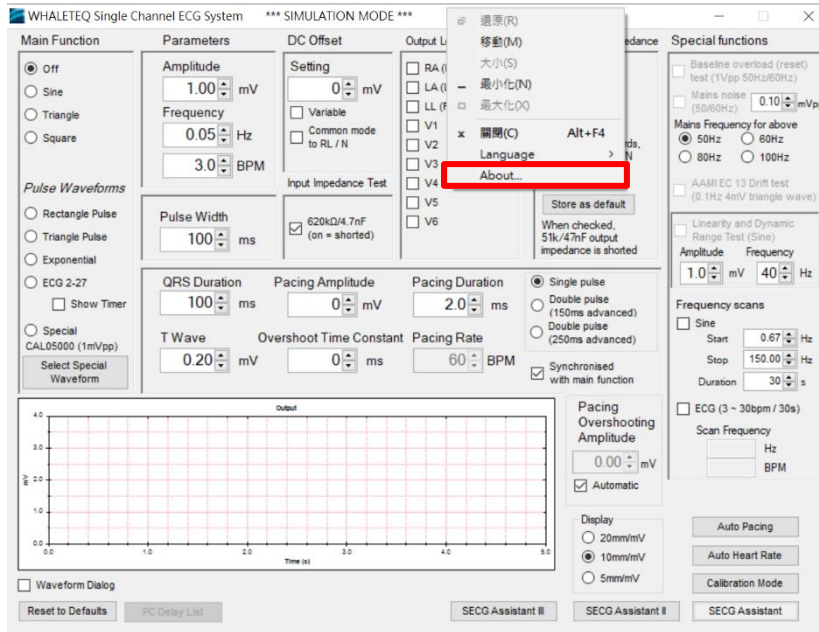 WHALETEQ Single Channel ECG System *** SIMULATION MODE ***
還原(R)
移動(M)
大小(S)
最小化(N)
最大化(X)
關閉(C) Alt+F4
Language
About...
Main Function
Off
Sine
Triangle
Square
Pulse Waveforms
Rectangle Pulse
Triangle Pulse
Exponential
ECG 2-27
Show Timer
Special
CAL05000 (1mVpp)
Select Special
Waveform
Parameters
Amplitude
1.00 mV
Frequency
0.05 Hz
3.0 BPM
Pulse Width
100 ms
DC Offset
Setting
0 mV
Variable
Common mode
to RL / N
Input Impedance Test
620kΩ/4.7nF
(on = shorted)
Output
RA
LA
LL
V1
V2
V3
V4
V5
V6
N
Store as default
When checked,
51k/47nF output
impedance is shorted
QRS Duration
100 ms
T Wave
0.20 mV
Pacing Amplitude
0 mV
Overshoot Time Constant
0 ms
Pacing Duration
2.0 ms
Pacing Rate
60 BPM
Single pulse
Double pulse
(150ms advanced)
Double pulse
(250ms advanced)
Synchronised
with main function
Special functions
Baseline overload (reset)
test (1Vpp 50Hz/60Hz)
Mains noise
(50/60Hz) 0.10 mVp
Mains Frequency for above
50Hz 60Hz
80Hz 100Hz
AAMI EC 13 Drift test
(0.1Hz 4mV triangle wave)
Linearity and Dynamic
Range Test (Sine)
Amplitude Frequency
1.0 mV 40 Hz
Frequency scans
Sine
Start 0.67 Hz
Stop 150.00 Hz
Duration 30 s
ECG (3 ~ 30bpm / 30s)
Scan Frequency
Hz
BPM
Output
4.0
3.0
2.0
1.0
0.0
mV
0.0 1.0 2.0 3.0 4.0 5.0
Time (s)
Pacing
Overshooting
Amplitude
0.00 mV
Automatic
Display
20mm/mV
10mm/mV
5mm/mV
Auto Pacing
Auto Heart Rate
Calibration Mode
Waveform Dialog
Reset to Defaults PC Delay List SECG Assistant III SECG Assistant II SECG Assistant